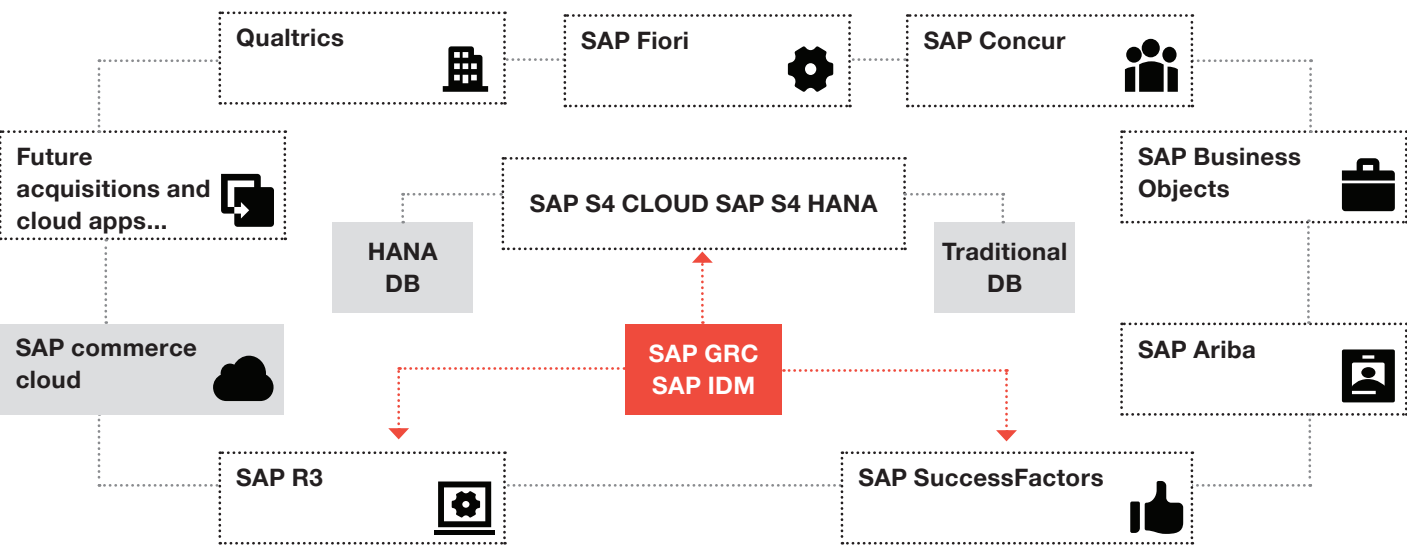 Qualtrics
SAP Fiori
SAP Concur
Future
acquisitions and
cloud apps...
SAP S4 CLOUD SAP S4 HANA
SAP Business
Objects
HANA
DB
Traditional
DB
SAP commerce
cloud
SAP GRC
SAP IDM
SAP Ariba
SAP R3
SAP SuccessFactors